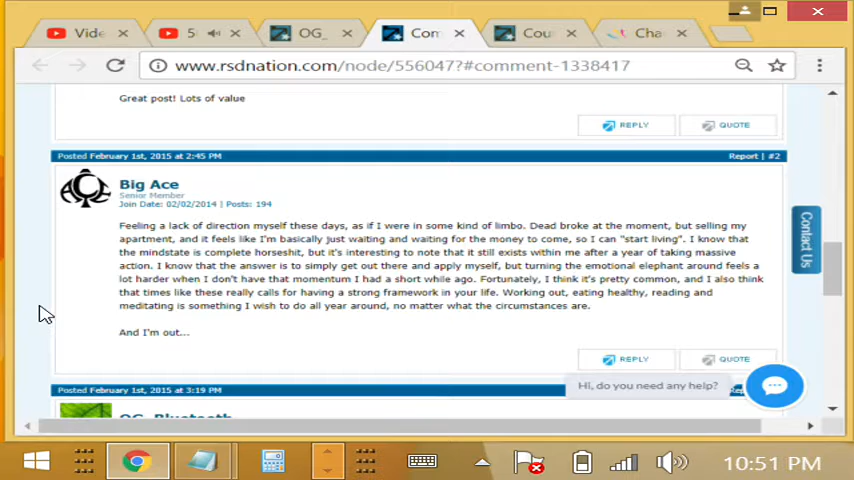 Vide
5
OG_
Com
Cou
Cha
www.rsdnation.com/node/556047?#comment-1338417
Great post! Lots of value
REPLY
QUOTE
Posted February 1st, 2015 at 2:45 PM
Report | #2
Big Ace
Senior Member
Join Date: 02/02/2014 | Posts: 194
Feeling a lack of direction myself these days, as if I were in some kind of limbo. Dead broke at the moment, but selling my
apartment, and it feels like I'm basically just waiting and waiting for the money to come, so I can "start living". I know that
the mindstate is complete horseshit, but it's interesting to note that it still exists within me after a year of taking massive
action. I know that the answer is to simply get out there and apply myself, but turning the emotional elephant around feels a
lot harder when I don't have that momentum I had a short while ago. Fortunately, I think it's pretty common, and I also think
that times like these really calls for having a strong framework in your life. Working out, eating healthy, reading and
meditating is something I wish to do all year around, no matter what the circumstances are.
And I'm out...
Contact Us
REPLY
QUOTE
Hi, do you need any help?
Posted February 1st, 2015 at 3:19 PM
OG_Bluetooth
10:51 PM